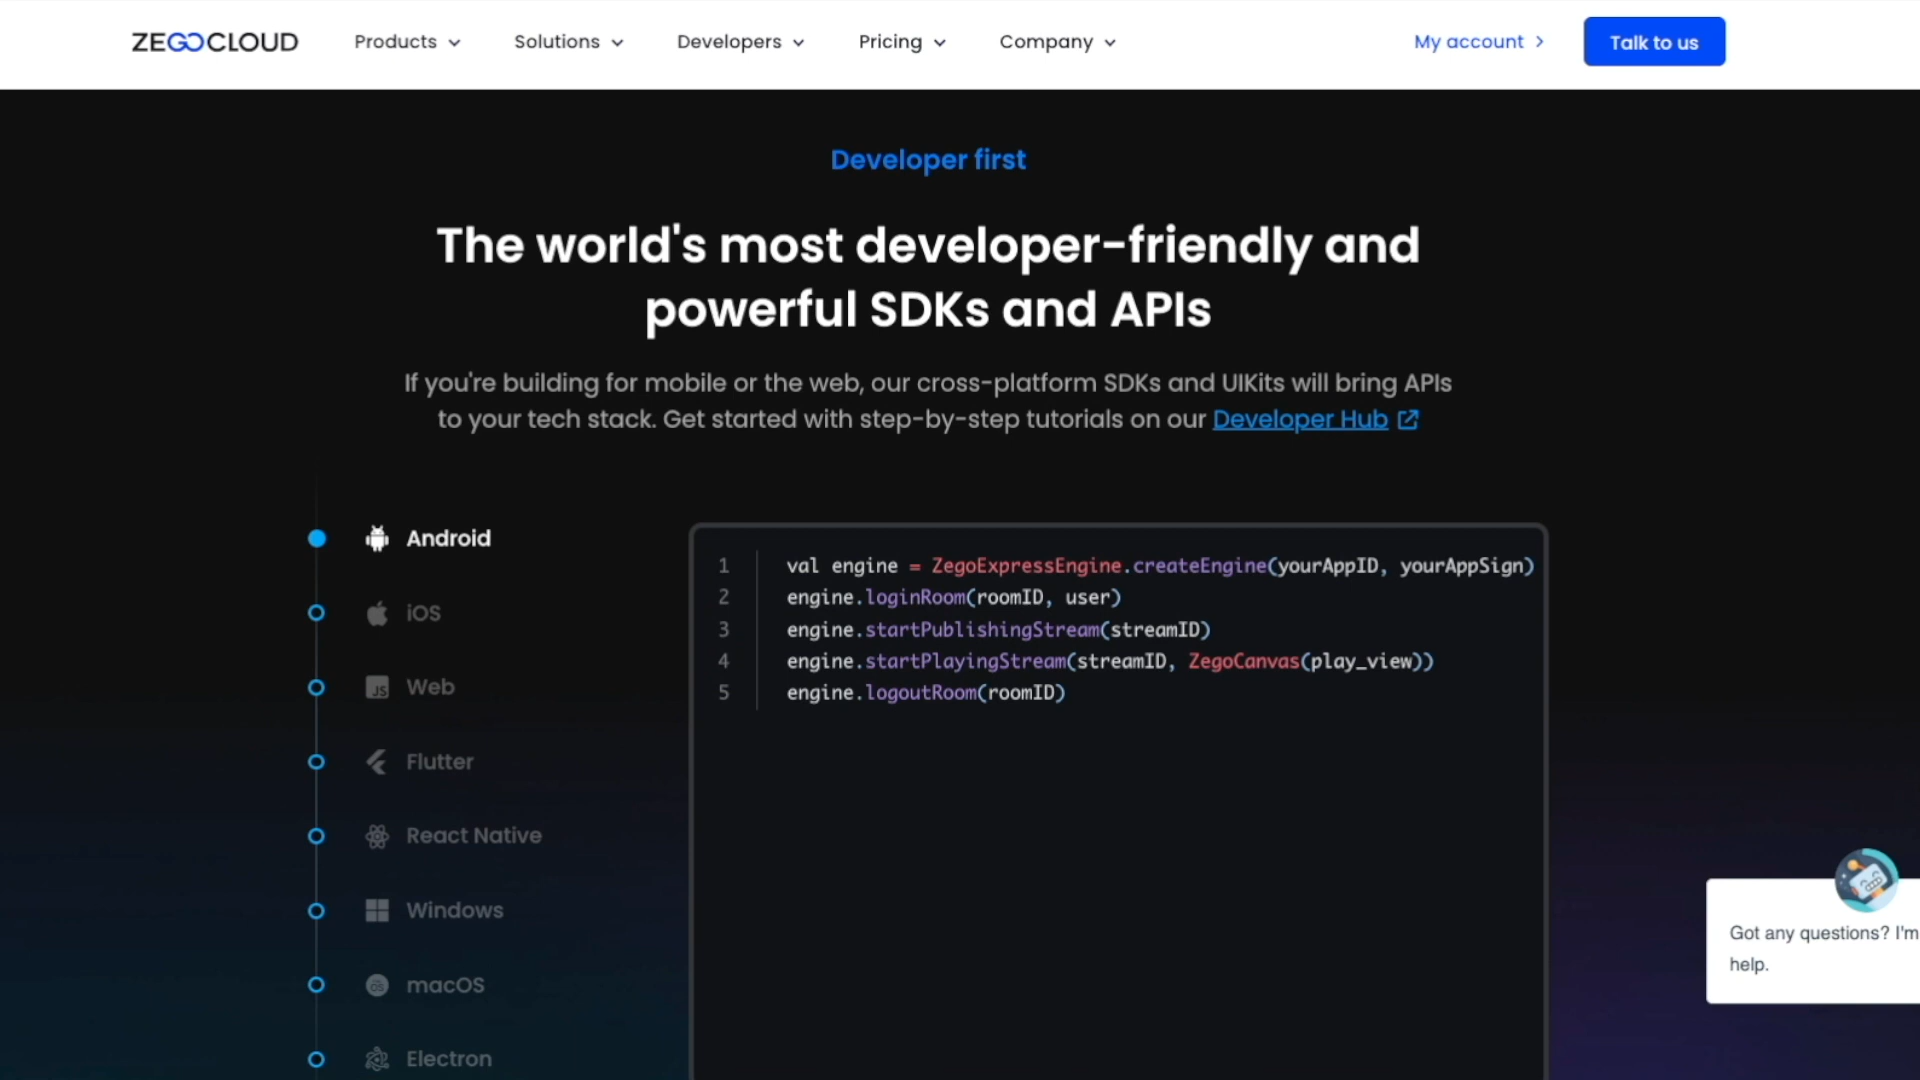 ZEGOCLOUD Products Solutions Developers Pricing Company My account Talk to us
Developer first
The world's most developer-friendly and
powerful SDKs and APIs
If you're building for mobile or the web, our cross-platform SDKs and UIKits will bring APIs
to your tech stack. Get started with step-by-step tutorials on our Developer Hub
Android
iOS
JS Web
Flutter
React Native
Windows
OS macOS
Electron
1 val engine = ZegoExpressEngine.createEngine(yourAppID, yourAppSign)
2 engine.loginRoom(roomID, user)
3 engine.startPublishingStream(streamID)
4 engine.startPlayingStream(streamID, ZegoCanvas(play_view))
5 engine.logoutRoom(roomID)
Got any questions? I'm
help.